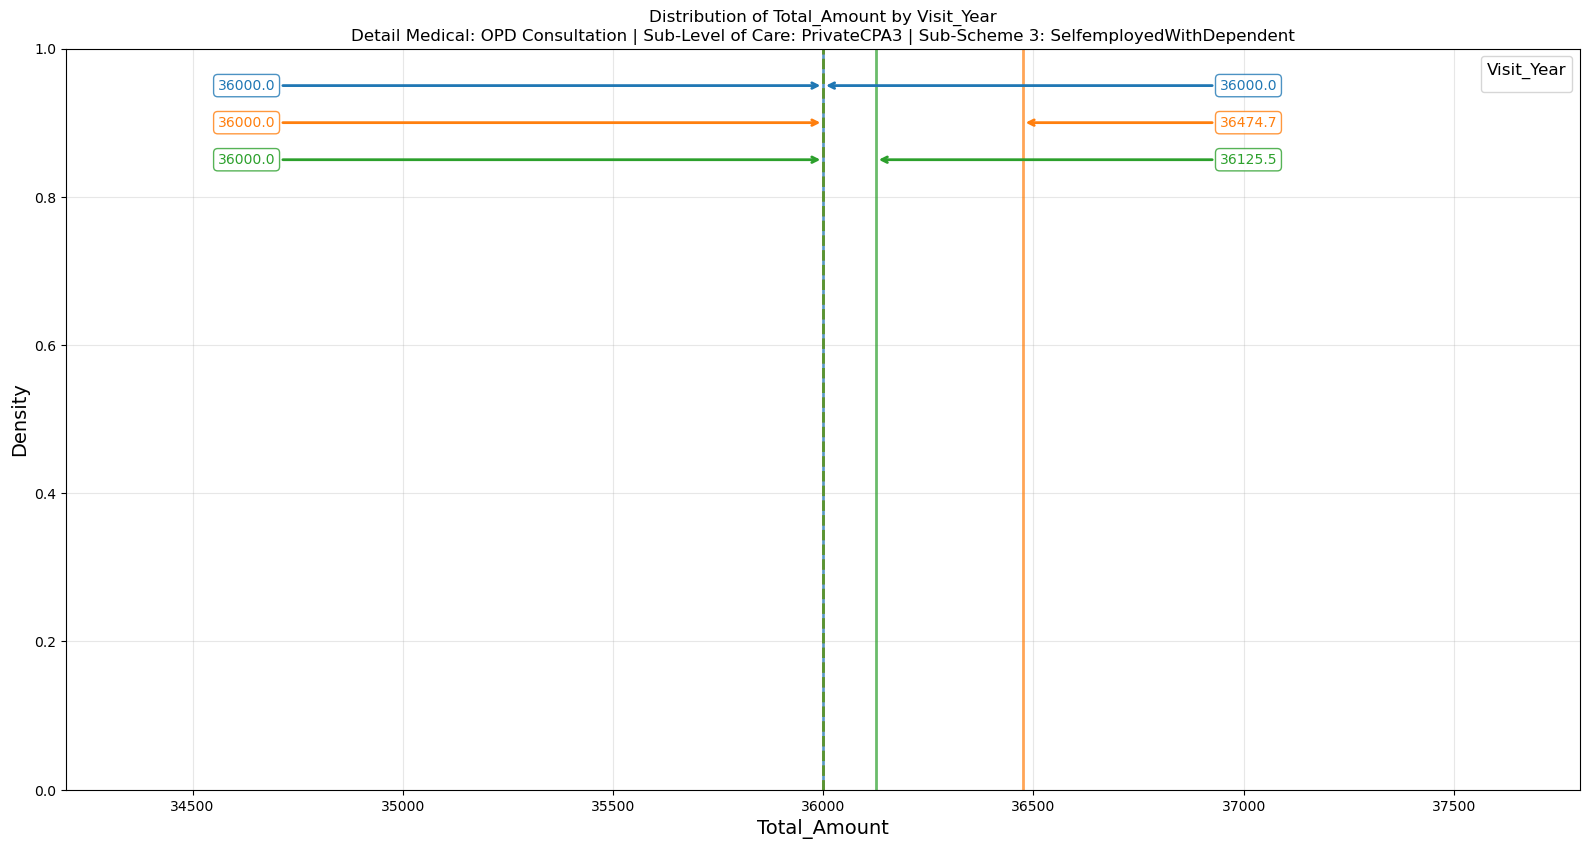 Distribution of Total_Amount by Visit_Year
Detail Medical: OPD Consultation | Sub-Level of Care: PrivateCPA3 | Sub-Scheme 3: SelfemployedWithDependent
Visit_Year
36000.0 36000.0
36000.0 36474.7
36000.0 36125.5
1.0
0.8
0.6
0.4
0.2
0.0
Density
34500 35000 35500 36000 36500 37000 37500
Total_Amount